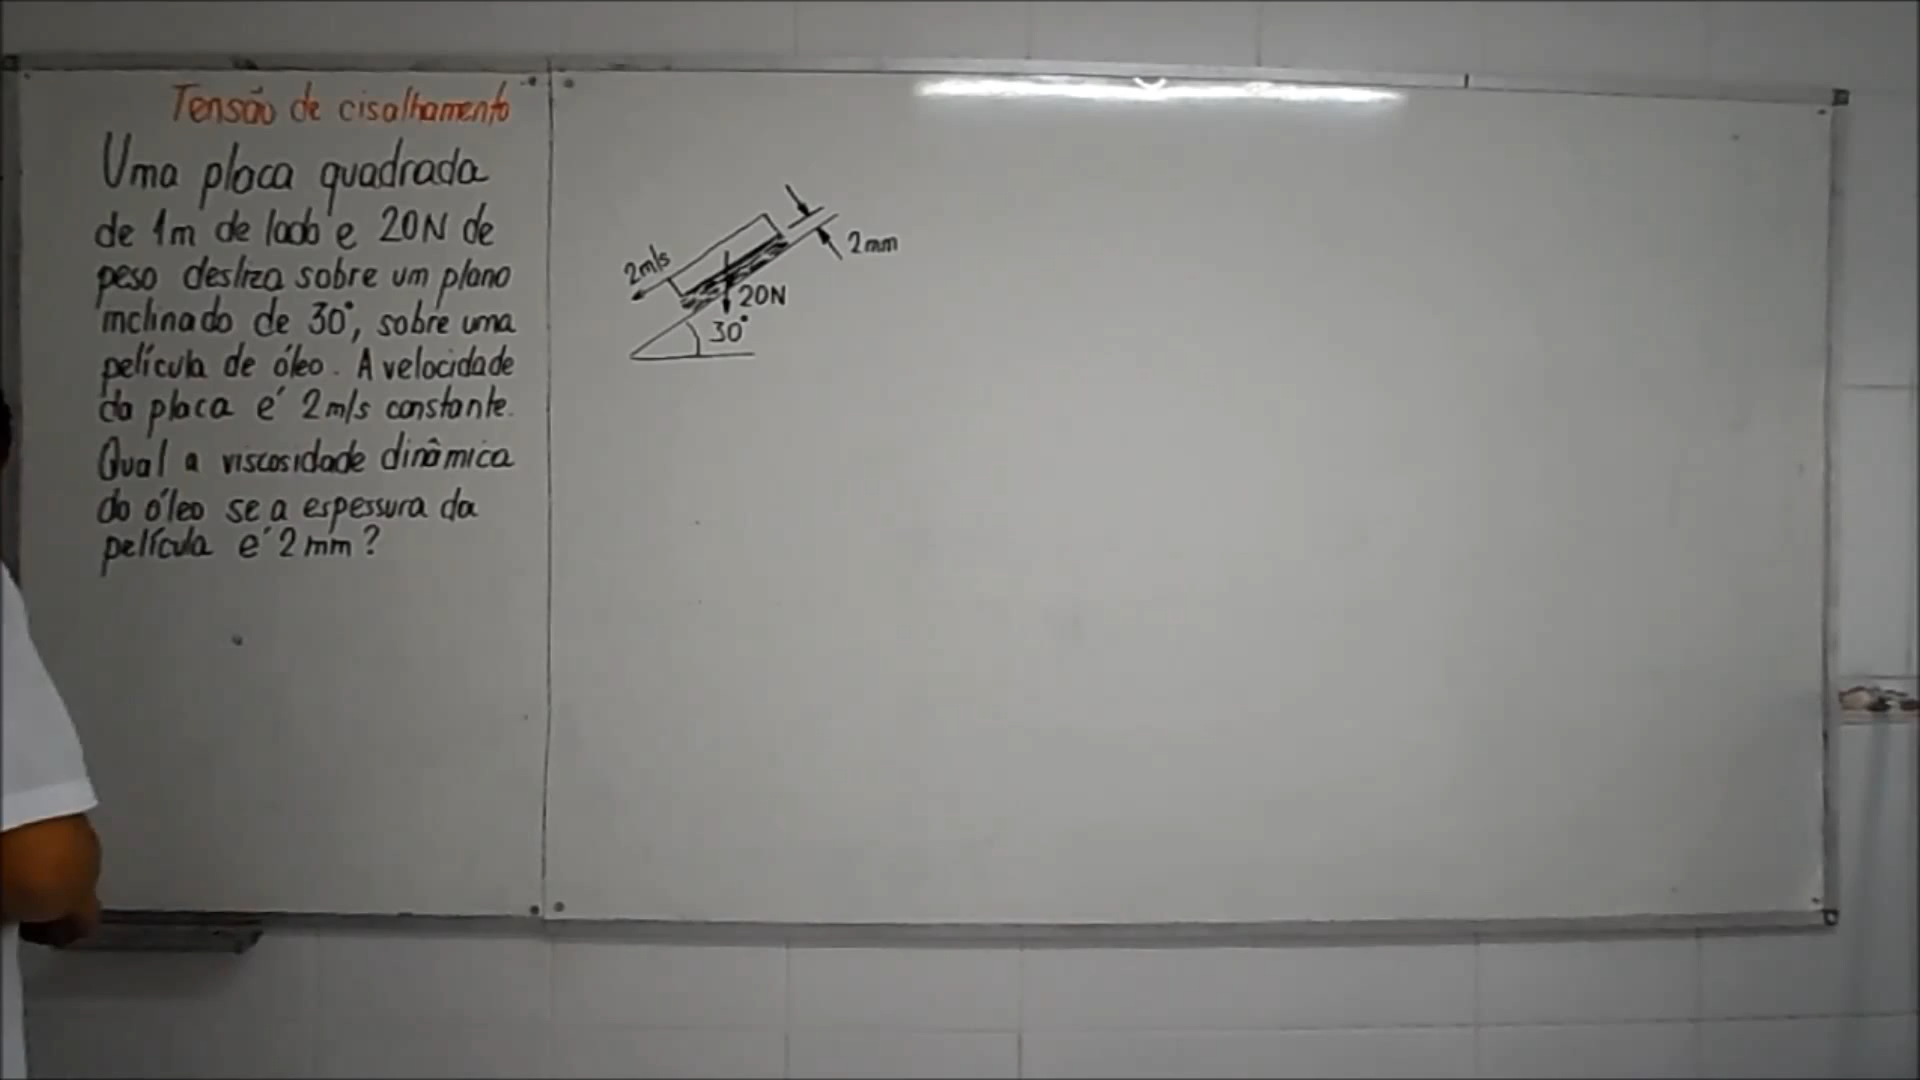 Tensão de cisalhamento
Uma placa quadrada
de 1m de lado e 20N de
peso desliza sobre um plano
inclinado de 30°, sobre uma
película de óleo. A velocidade
da placa é 2m/s constante.
Qual a viscosidade dinâmica
do óleo se a espessura da
película é 2mm?
2m/s
2mm
20N
30°